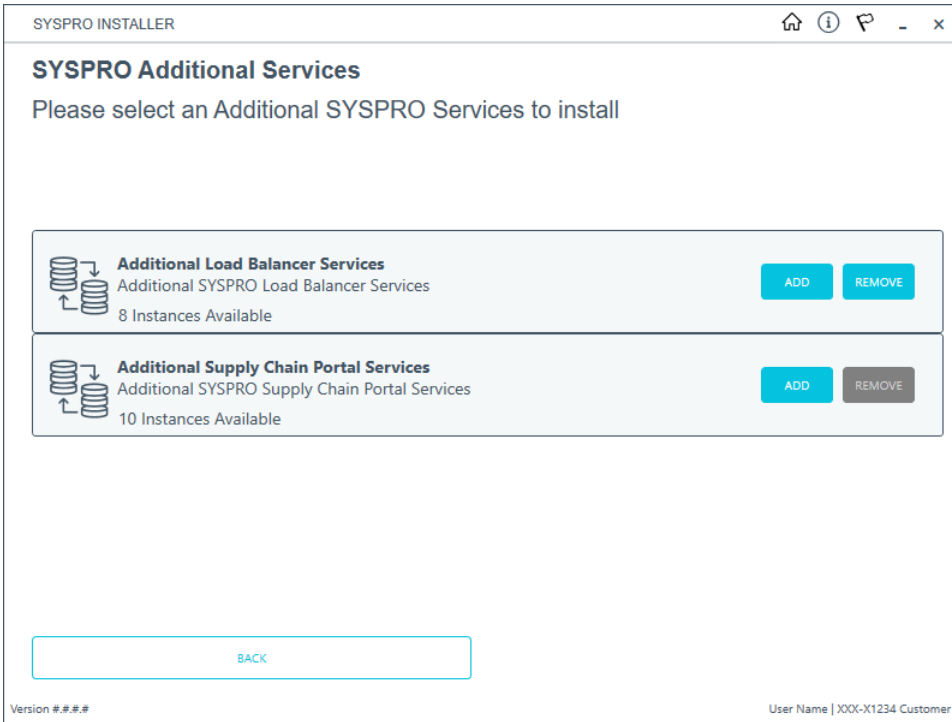 SYSPRO INSTALLER
SYSPRO Additional Services
Please select an Additional SYSPRO Services to install
Additional Load Balancer Services
Additional SYSPRO Load Balancer Services
8 Instances Available
ADD
REMOVE
Additional Supply Chain Portal Services
Additional SYSPRO Supply Chain Portal Services
10 Instances Available
ADD
REMOVE
BACK
Version #.#.#.#
User Name | XXX-X1234 Customer